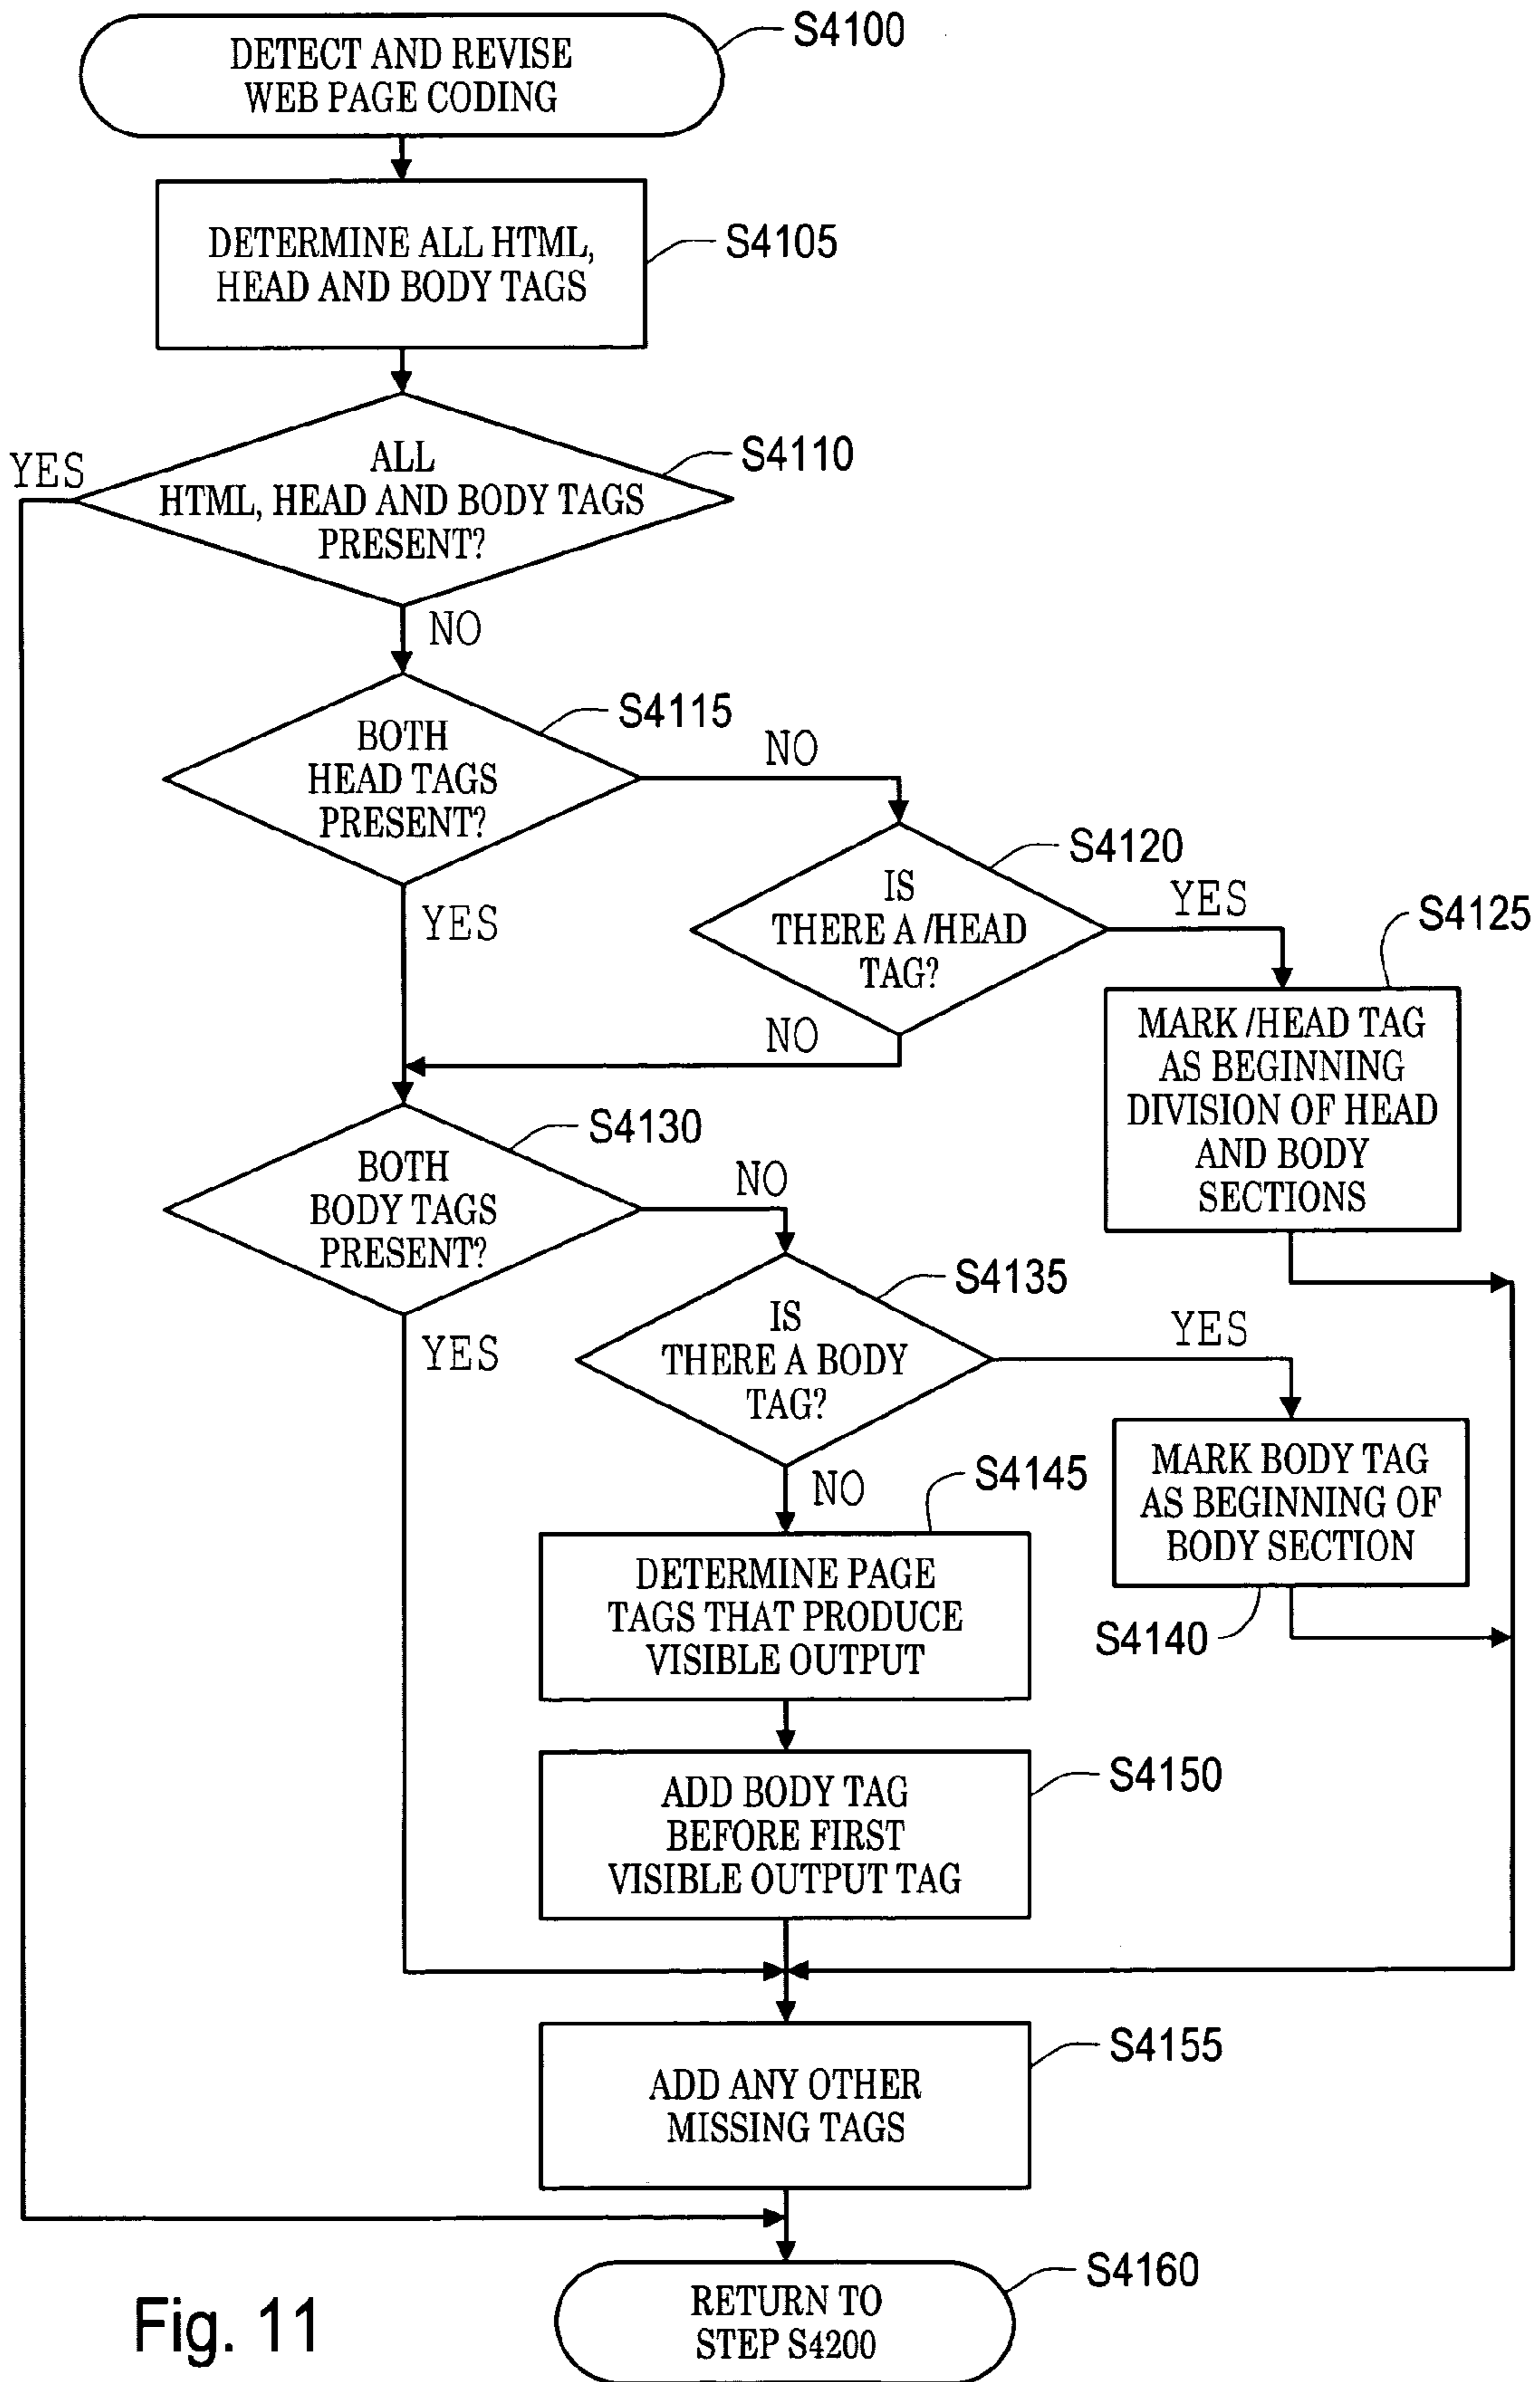 S4100
DETECT AND REVISE
WEB PAGE CODING
S4105
DETERMINE ALL HTML,
HEAD AND BODY TAGS
S4110
YES
ALL
HTML, HEAD AND BODY TAGS
PRESENT?
NO
S4115
BOTH
HEAD TAGS
PRESENT?
NO
YES
S4120
IS
THERE A /HEAD
TAG?
YES
NO
S4125
MARK /HEAD TAG
AS BEGINNING
DIVISION OF HEAD
AND BODY
SECTIONS
S4130
BOTH
BODY TAGS
PRESENT?
NO
YES
S4135
IS
THERE A BODY
TAG?
YES
NO
MARK BODY TAG
AS BEGINNING OF
BODY SECTION
S4140
S4145
DETERMINE PAGE
TAGS THAT PRODUCE
VISIBLE OUTPUT
S4150
ADD BODY TAG
BEFORE FIRST
VISIBLE OUTPUT TAG
S4155
ADD ANY OTHER
MISSING TAGS
S4160
RETURN TO
STEP S4200
Fig. 11